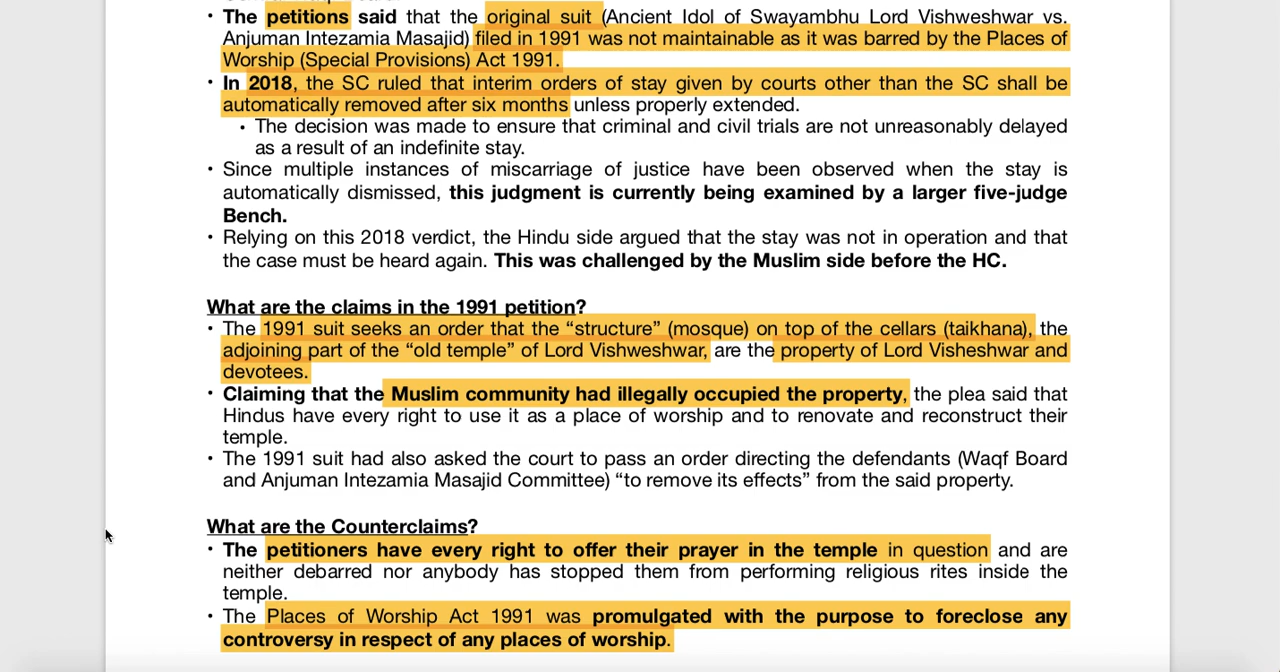 • The petitions said that the original suit (Ancient Idol of Swayambhu Lord Vishweshwar vs.
Anjuman Intezamia Masajid) filed in 1991 was not maintainable as it was barred by the Places of
Worship (Special Provisions) Act 1991.
• In 2018, the SC ruled that interim orders of stay given by courts other than the SC shall be
automatically removed after six months unless properly extended.
• The decision was made to ensure that criminal and civil trials are not unreasonably delayed
as a result of an indefinite stay.
• Since multiple instances of miscarriage of justice have been observed when the stay is
automatically dismissed, this judgment is currently being examined by a larger five-judge
Bench.
• Relying on this 2018 verdict, the Hindu side argued that the stay was not in operation and that
the case must be heard again. This was challenged by the Muslim side before the HC.
What are the claims in the 1991 petition?
• The 1991 suit seeks an order that the “structure” (mosque) on top of the cellars (taikhana), the
adjoining part of the “old temple” of Lord Vishweshwar, are the property of Lord Visheshwar and
devotees.
• Claiming that the Muslim community had illegally occupied the property, the plea said that
Hindus have every right to use it as a place of worship and to renovate and reconstruct their
temple.
• The 1991 suit had also asked the court to pass an order directing the defendants (Waqf Board
and Anjuman Intezamia Masajid Committee) “to remove its effects” from the said property.
What are the Counterclaims?
• The petitioners have every right to offer their prayer in the temple in question and are
neither debarred nor anybody has stopped them from performing religious rites inside the
temple.
• The Places of Worship Act 1991 was promulgated with the purpose to foreclose any
controversy in respect of any places of worship.